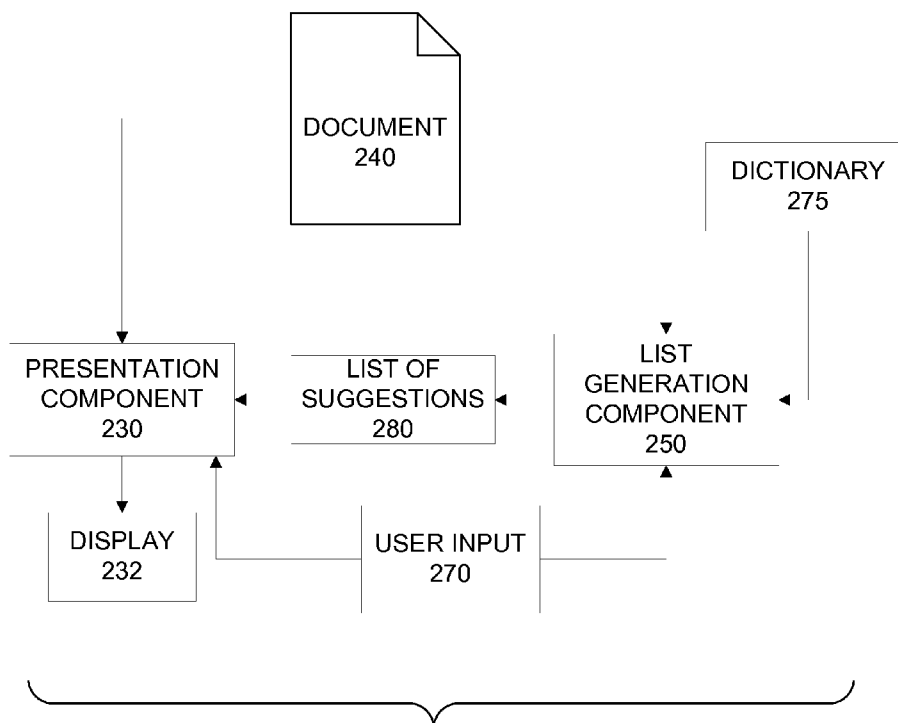 DOCUMENT
240
DICTIONARY
275
PRESENTATION
COMPONENT
230
LIST OF
SUGGESTIONS
280
LIST
GENERATION
COMPONENT
250
DISPLAY
232
USER INPUT
270